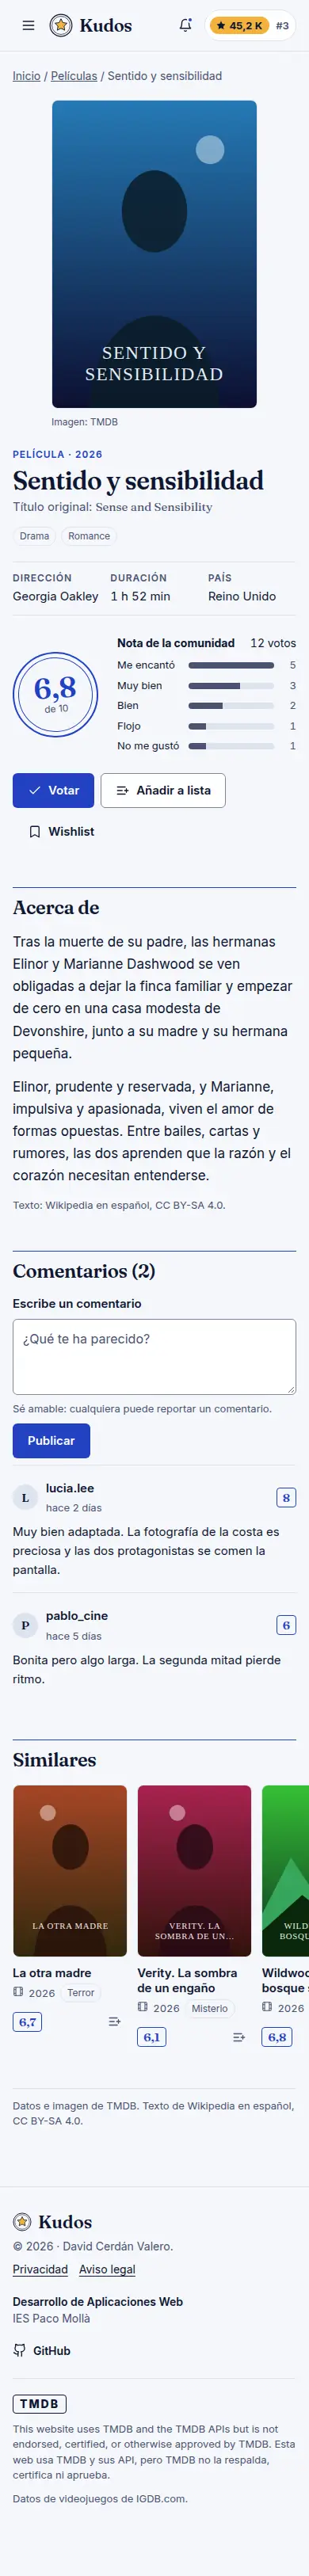 Kudos
45,2 K #3
Inicio / Películas / Sentido y sensibilidad
SENTIDO Y
SENSIBILIDAD
Imagen: TMDB
PELÍCULA · 2026
Sentido y sensibilidad
Título original: Sense and Sensibility
Drama Romance
DIRECCIÓN DURACIÓN PAÍS
Georgia Oakley 1 h 52 min Reino Unido
6,8
de 10
Nota de la comunidad 12 votos
Me encantó 5
Muy bien 3
Bien 2
Flojo 1
No me gustó 1
Votar Añadir a lista
Wishlist
Acerca de
Tras la muerte de su padre, las hermanas
Elinor y Marianne Dashwood se ven
obligadas a dejar la finca familiar y empezar
de cero en una casa modesta de
Devonshire, junto a su madre y su hermana
pequeña.
Elinor, prudente y reservada, y Marianne,
impulsiva y apasionada, viven el amor de
formas opuestas. Entre bailes, cartas y
rumores, las dos aprenden que la razón y el
corazón necesitan entenderse.
Texto: Wikipedia en español, CC BY-SA 4.0.
Comentarios (2)
Escribe un comentario
¿Qué te ha parecido?
Sé amable: cualquiera puede reportar un comentario.
Publicar
L lucia.lee 8
hace 2 días
Muy bien adaptada. La fotografía de la costa es
preciosa y las dos protagonistas se comen la
pantalla.
P pablo_cine 6
hace 5 días
Bonita pero algo larga. La segunda mitad pierde
ritmo.
Similares
LA OTRA MADRE
La otra madre
2026 Terror
6,7
VERITY. LA
SOMBRA DE UN…
Verity. La sombra
de un engaño
2026 Misterio
6,1
WILD
BOSQU
Wildwoo
bosque s
2026
6,8
Datos e imagen de TMDB. Texto de Wikipedia en español,
CC BY-SA 4.0.
Kudos
© 2026 · David Cerdán Valero.
Privacidad Aviso legal
Desarrollo de Aplicaciones Web
IES Paco Mollà
GitHub
TMDB
This website uses TMDB and the TMDB APIs but is not
endorsed, certified, or otherwise approved by TMDB. Esta
web usa TMDB y sus API, pero TMDB no la respalda,
certifica ni aprueba.
Datos de videojuegos de IGDB.com.